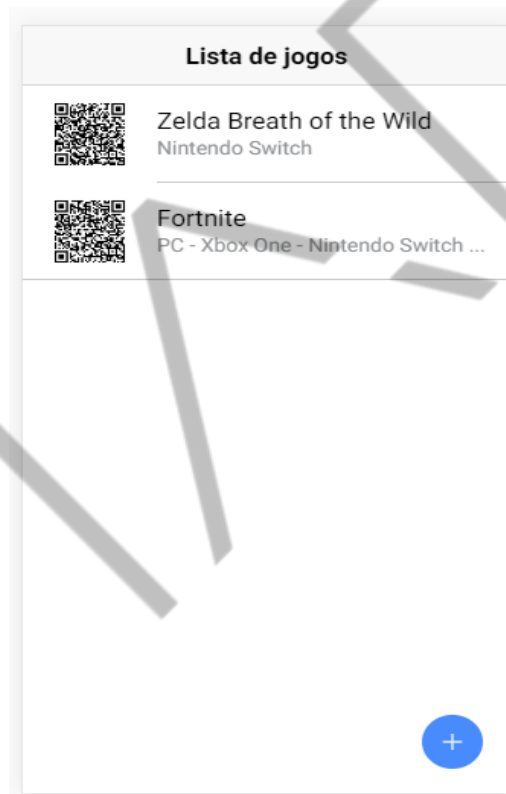 Lista de jogos
Zelda Breath of the Wild
Nintendo Switch
Fortnite
PC - Xbox One - Nintendo Switch ...
+